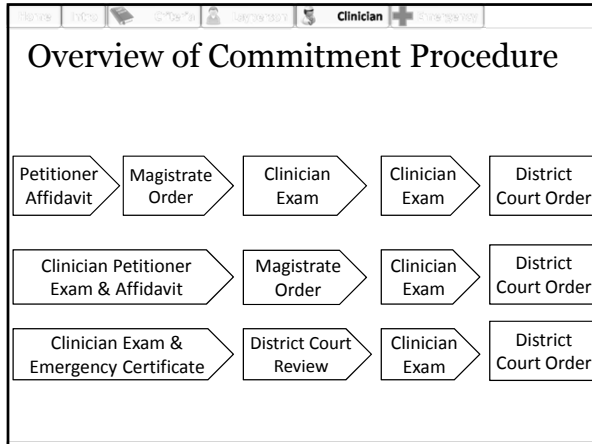 Clinician
Overview of Commitment Procedure
Petitioner
Affidavit
Magistrate
Order
Clinician
Exam
Clinician
Exam
District
Court Order
Clinician Petitioner
Exam & Affidavit
Magistrate
Order
Clinician
Exam
District
Court Order
Clinician Exam &
Emergency Certificate
District Court
Review
Clinician
Exam
District
Court Order